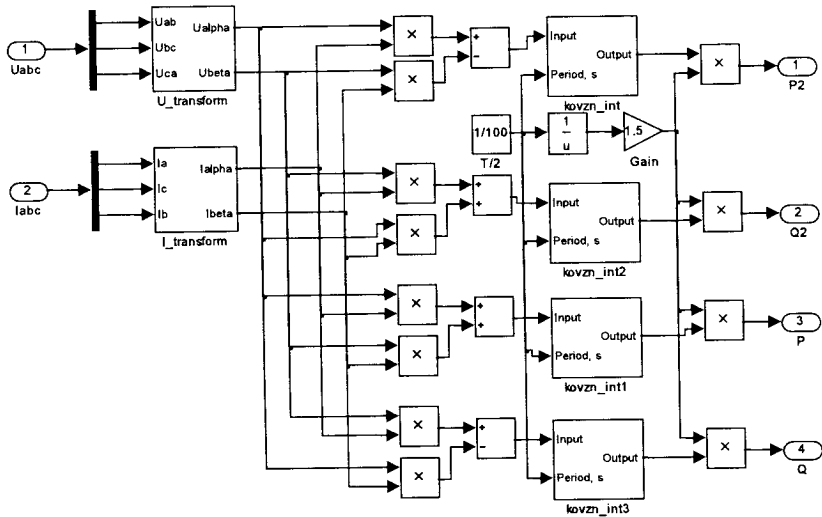 1
Uabc
Uab
Ubc
Uca
Ualpha
Ubeta
U_transform
×
×
+
−
Input
Period, s
Output
kovzn_int
×
1
P2
1/100
T/2
1
u
1,5
Gain
2
Iabc
Ia
Ic
Ib
Ialpha
Ibeta
I_transform
×
×
+
+
Input
Period, s
Output
kovzn_int2
×
2
Q2
×
×
+
+
Input
Period, s
Output
kovzn_int1
×
3
P
×
×
+
−
Input
Period, s
Output
kovzn_int3
×
4
Q